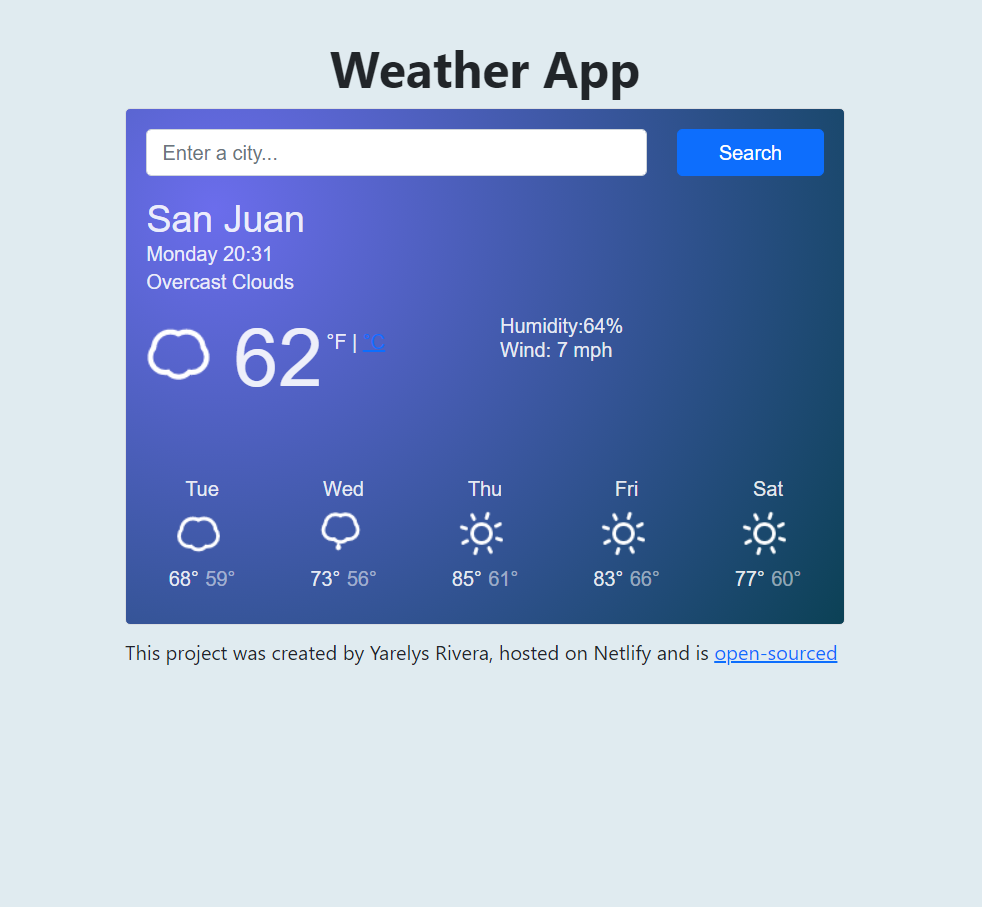 Weather App
Enter a city...
Search
San Juan
Monday 20:31
Overcast Clouds
62 °F | °C
Humidity:64%
Wind: 7 mph
Tue Wed Thu Fri Sat
68° 59° 73° 56° 85° 61° 83° 66° 77° 60°
This project was created by Yarelys Rivera, hosted on Netlify and is open-sourced